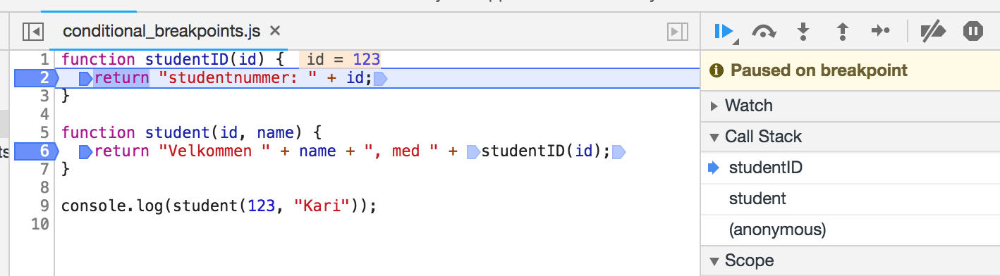 conditional_breakpoints.js ×
1 function studentID(id) { id = 123
2 return "studentnummer: " + id;
3 }
4
5 function student(id, name) {
6 return "Velkommen " + name + ", med " + studentID(id);
7 }
8
9 console.log(student(123, "Kari"));
10
Paused on breakpoint
Watch
Call Stack
studentID
student
(anonymous)
Scope